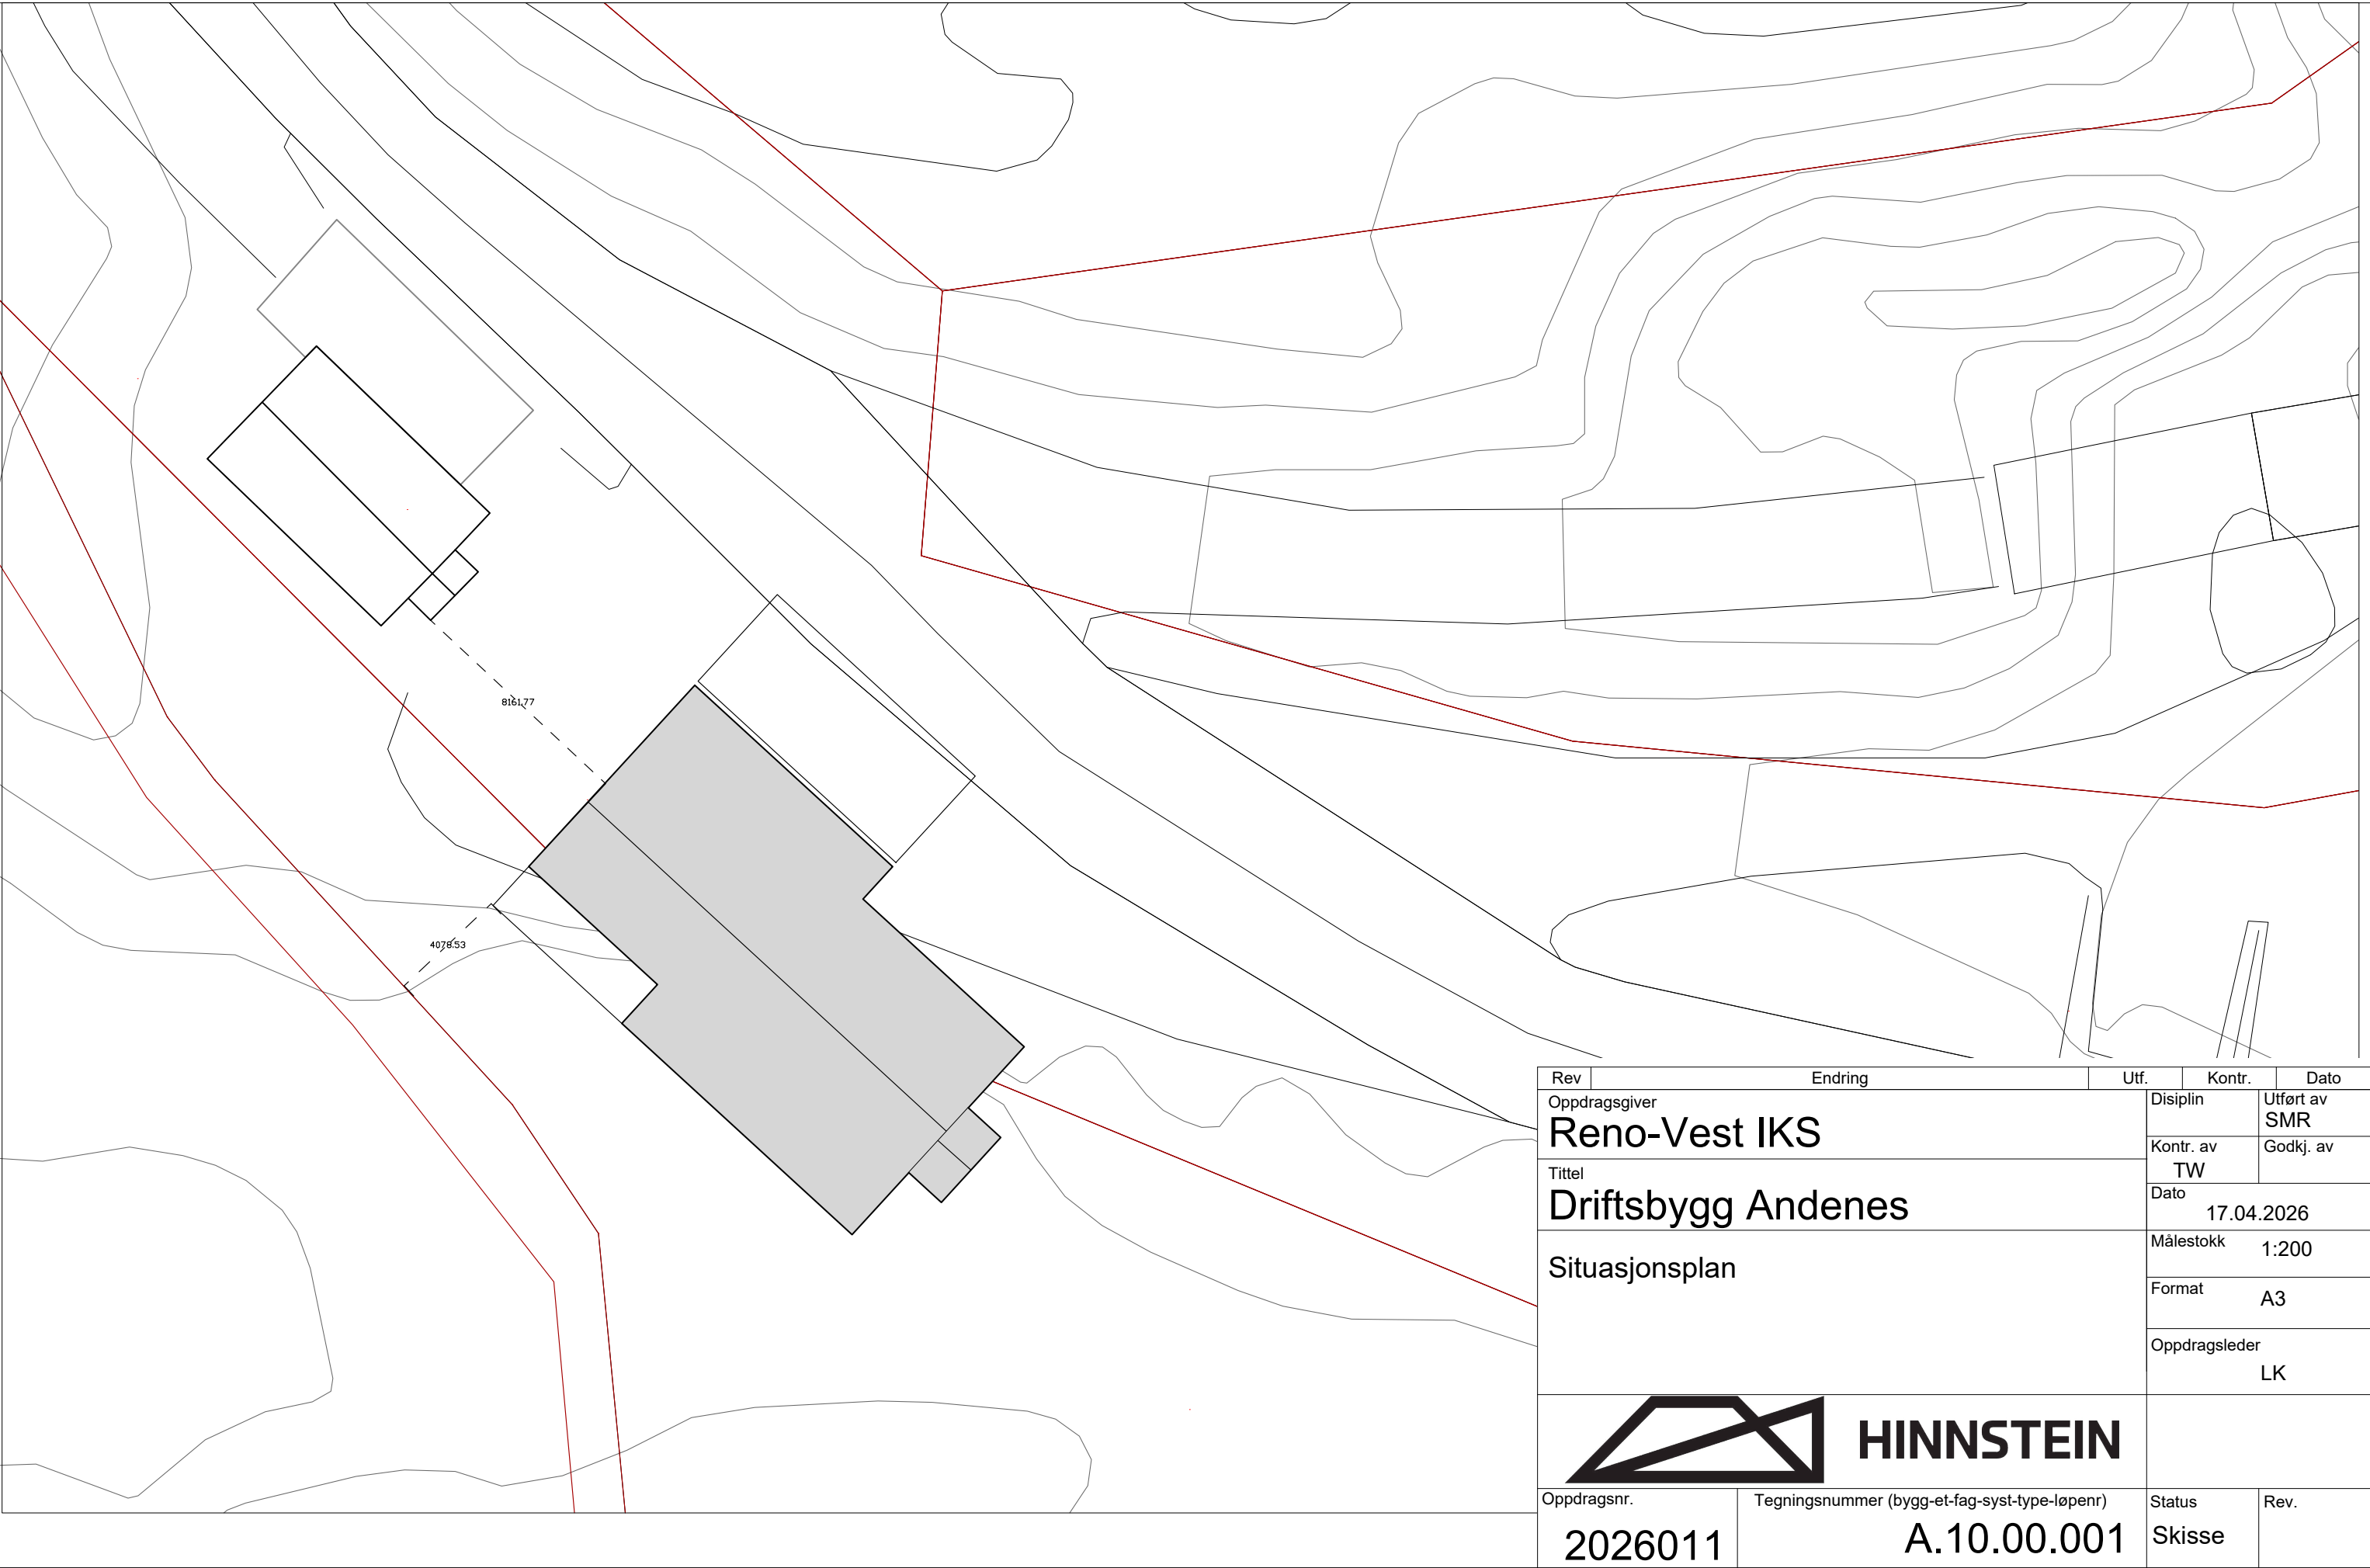 8161.77
4078.53
Rev Endring Utf. Kontr. Dato
Oppdragsgiver
Reno-Vest IKS
Disiplin
Utført av
SMR
Kontr. av
TW
Godkj. av
Tittel
Driftsbygg Andenes
Dato
17.04.2026
Situasjonsplan
Målestokk
1:200
Format
A3
Oppdragsleder
LK
HINNSTEIN
Oppdragsnr.
2026011
Tegningsnummer (bygg-et-fag-syst-type-løpenr)
A.10.00.001
Status
Skisse
Rev.